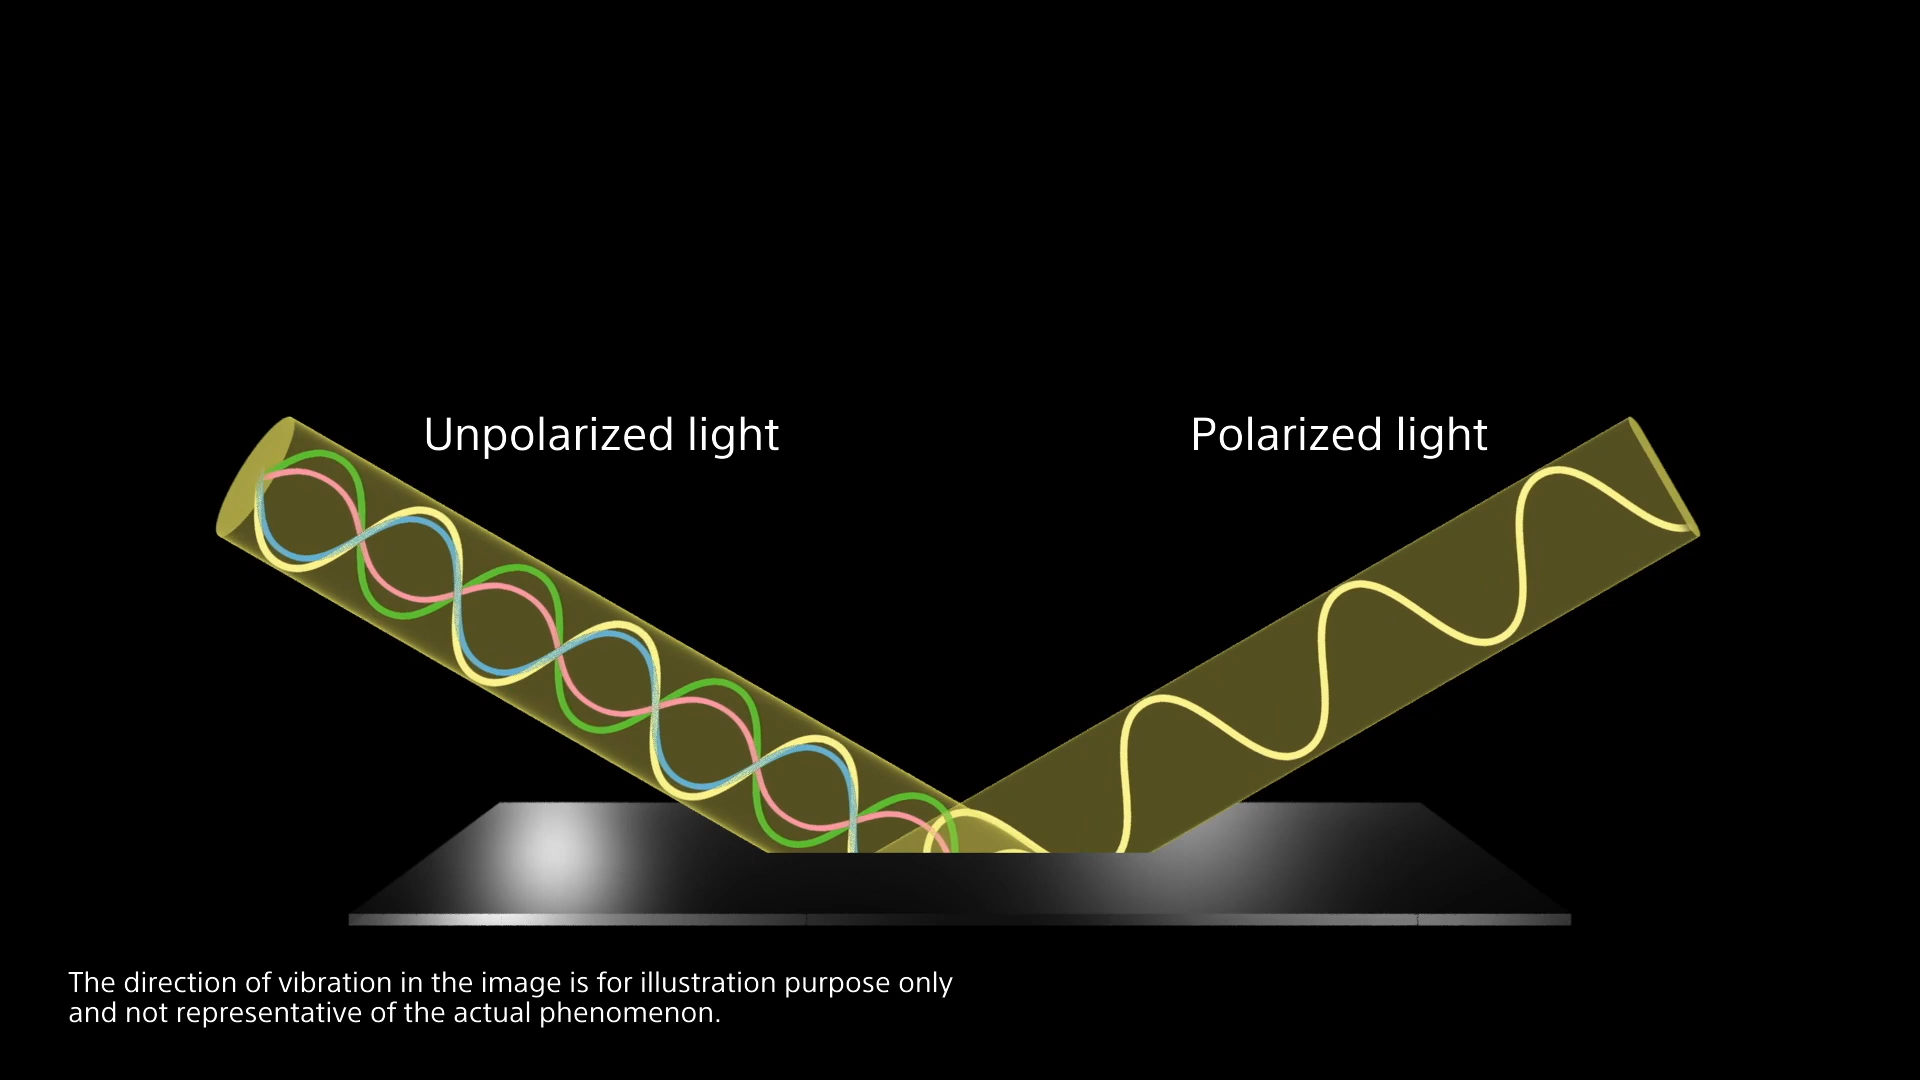 Unpolarized light
Polarized light
The direction of vibration in the image is for illustration purpose only
and not representative of the actual phenomenon.